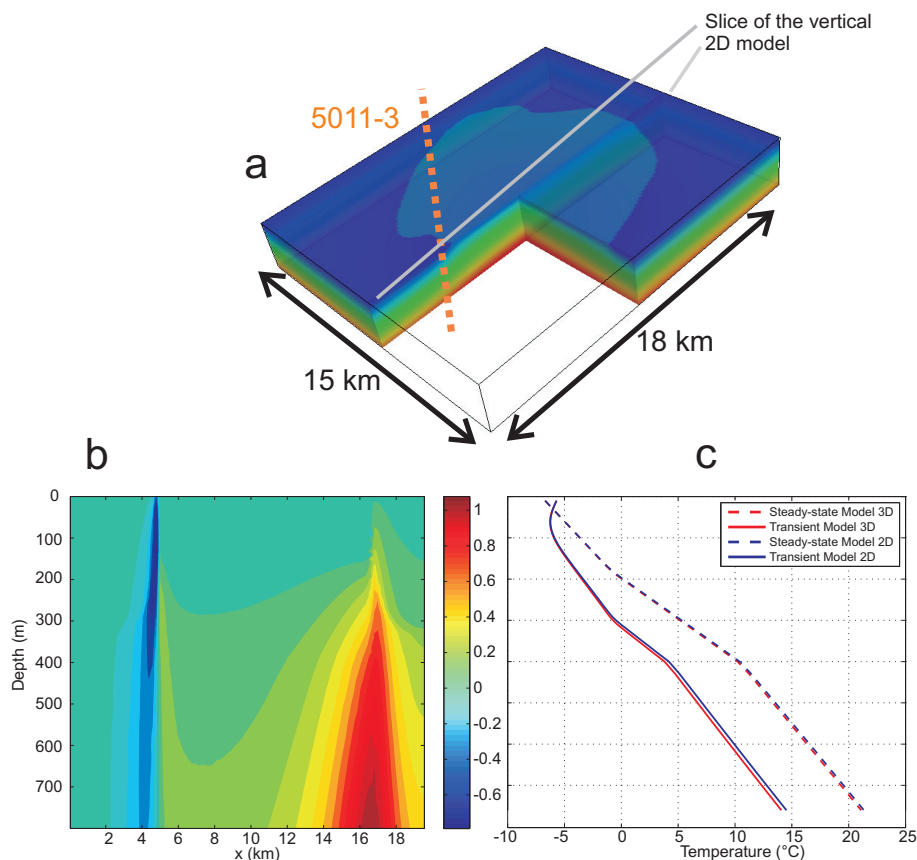 Slice of the vertical
2D model
5011-3
a
15 km
18 km
b
0
100
200
300
400
500
600
700
Depth (m)
2
4
6
8
10
12
14
16
18
x (km)
1
0.8
0.6
0.4
0.2
0
-0.2
-0.4
-0.6
c
Steady-state Model 3D
Transient Model 3D
Steady-state Model 2D
Transient Model 2D
-10
-5
0
5
10
15
20
25
Temperature (°C)